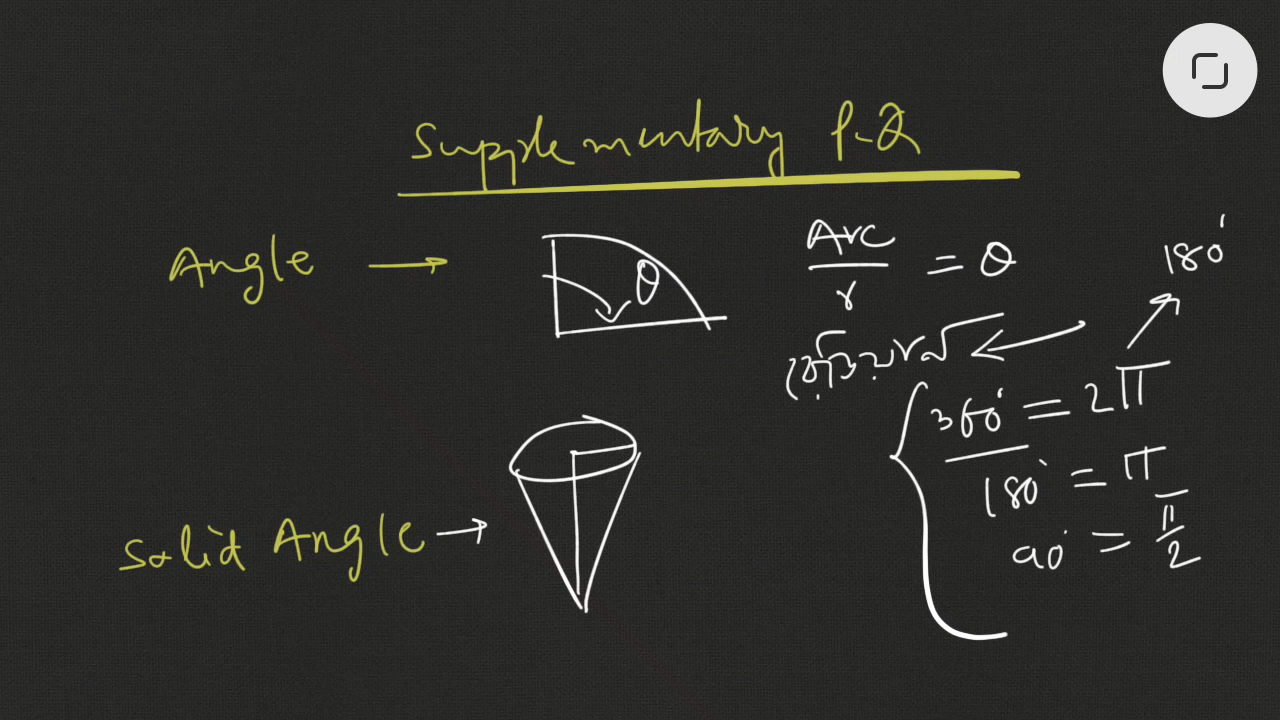 Supplementary P-2
Angle →
θ
Arc/r = θ
180°
360° = 2π
180° = π
90° = π/2
Solid Angle →